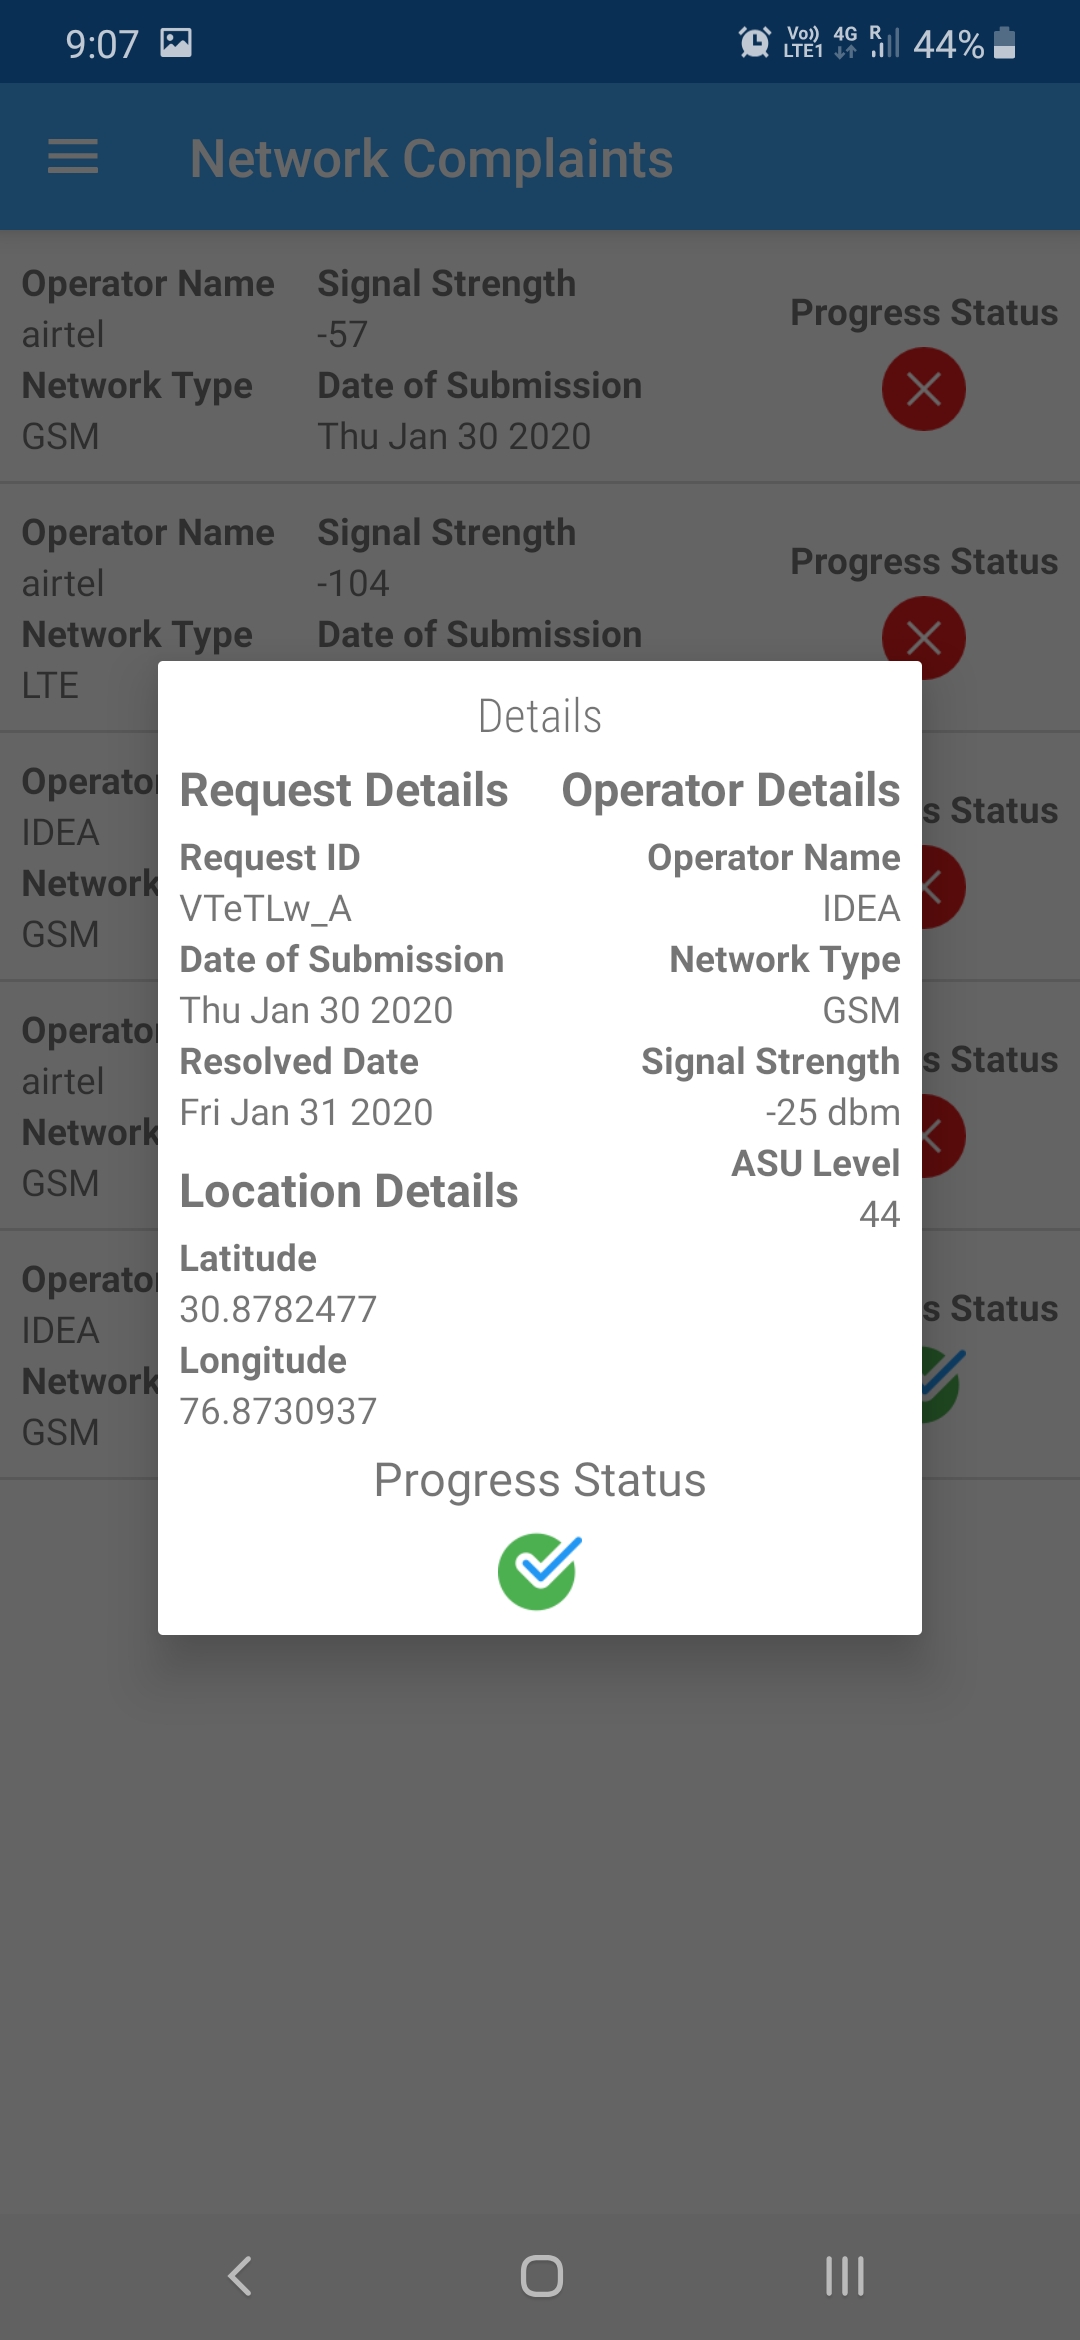 9:07 Vo)) LTE1 4G R 44%
Network Complaints
Operator Name Signal Strength
airtel -57
Progress Status
Network Type Date of Submission
GSM Thu Jan 30 2020
Operator Name Signal Strength
airtel -104
Progress Status
Network Type Date of Submission
LTE
IDEA
Network
GSM
s Status
airtel
Network
GSM
s Status
IDEA
Network
GSM
s Status
Details
Request Details
Request ID
VTeTLw_A
Date of Submission
Thu Jan 30 2020
Resolved Date
Fri Jan 31 2020
Location Details
Latitude
30.8782477
Longitude
76.8730937
Operator Details
Operator Name
IDEA
Network Type
GSM
Signal Strength
-25 dbm
ASU Level
44
Progress Status